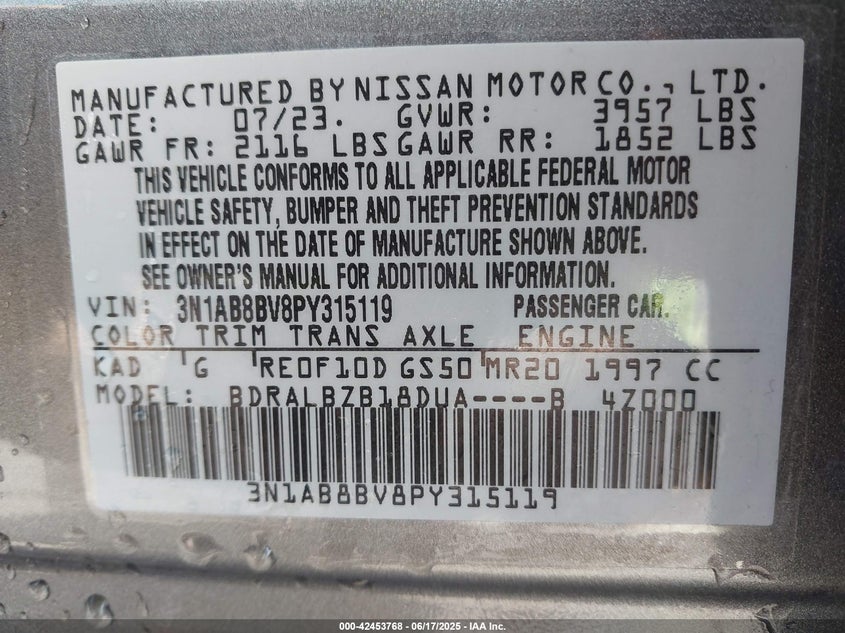 MANUFACTURED BY NISSAN MOTOR CO., LTD.
DATE: 07/23. GVWR: 3957 LBS
GAWR FR: 2116 LBS GAWR RR: 1852 LBS
THIS VEHICLE CONFORMS TO ALL APPLICABLE FEDERAL MOTOR
VEHICLE SAFETY, BUMPER AND THEFT PREVENTION STANDARDS
IN EFFECT ON THE DATE OF MANUFACTURE SHOWN ABOVE.
SEE OWNER'S MANUAL FOR ADDITIONAL INFORMATION.
VIN: 3N1AB8BV8PY315119 PASSENGER CAR.
COLOR TRIM TRANS AXLE ENGINE
KAD G RE0F10D GS50 MR20 1997 CC
MODEL: BDRALBZB18DUA----B 4Z000
3N1AB8BV8PY315119
000-42453768 - 06/17/2025 - IAA Inc.